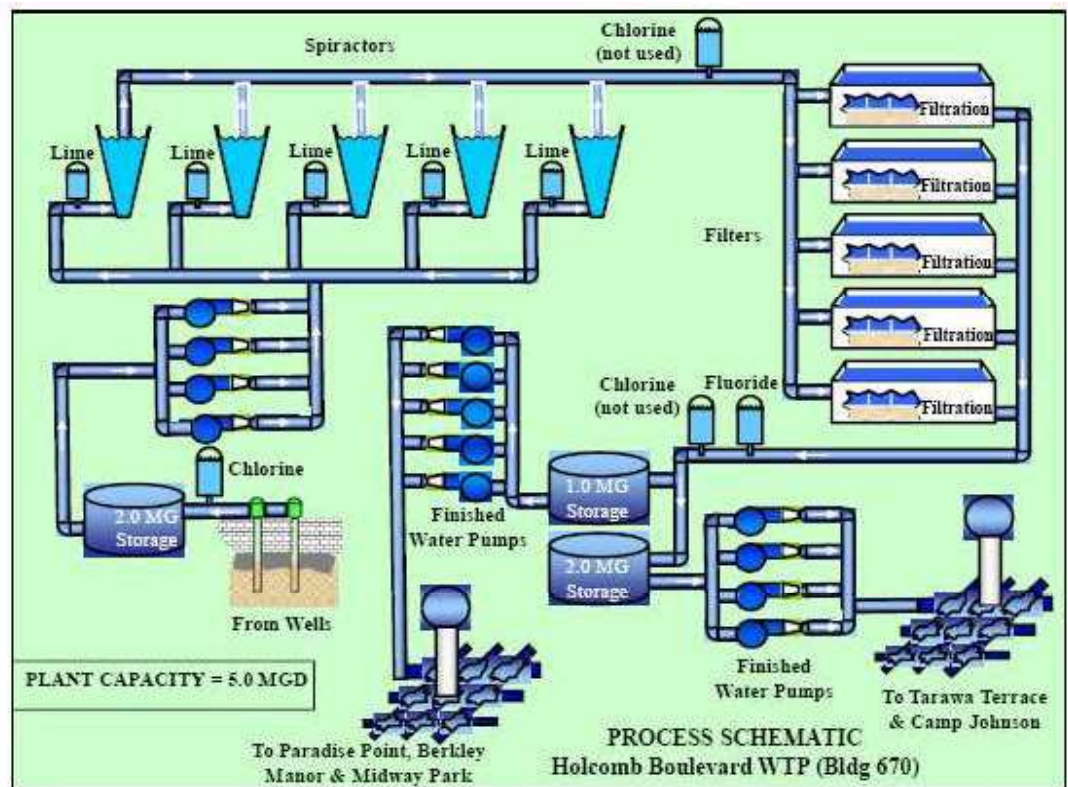 Spiractors
Chlorine
(not used)
Lime
Lime
Lime
Lime
Lime
Filtration
Filtration
Filtration
Filtration
Filtration
Filters
Chlorine
(not used)
Fluoride
Chlorine
2.0 MG
Storage
From Wells
Finished
Water Pumps
1.0 MG
Storage
2.0 MG
Storage
Finished
Water Pumps
PLANT CAPACITY = 5.0 MGD
To Paradise Point, Berkley
Manor & Midway Park
To Tarawa Terrace
& Camp Johnson
PROCESS SCHEMATIC
Holcomb Boulevard WTP (Bldg 670)